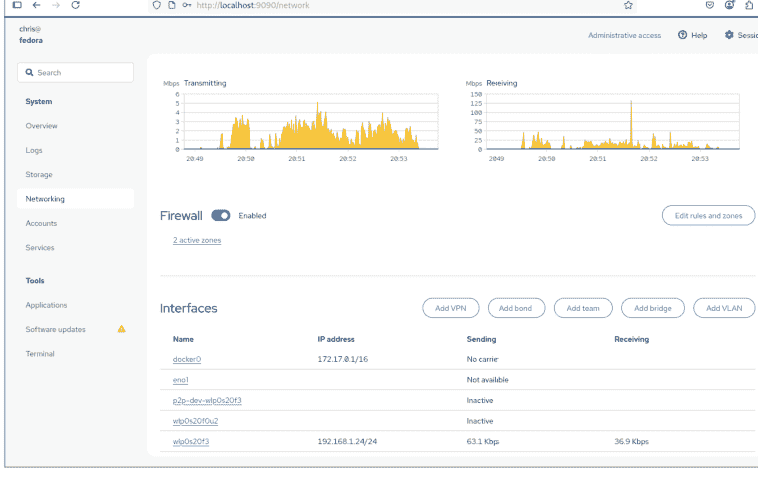 http://localhost:9090/network
chris@
fedora
Administrative access
Help
Sessio
Search
System
Overview
Logs
Storage
Networking
Accounts
Services
Tools
Applications
Software updates
Terminal
Mbps Transmitting
6
5
4
3
2
1
0
20:49 20:50 20:51 20:52 20:53
Mbps Receiving
150
125
100
75
50
25
0
2049 20:50 20:51 20:52 20:53
Firewall Enabled Edit rules and zones
2 active zones
Interfaces Add VPN Add bond Add team Add bridge Add VLAN
Name IP address Sending Receiving
docker0 172.17.0.1/16 No carrie
eno1 Not available
p2p-dev-wlp0s20f3 Inactive
wlp0s20f0u2 Inactive
wlp0s20f3 192.168.1.24/24 63.1 Kbps 36.9 Kbps